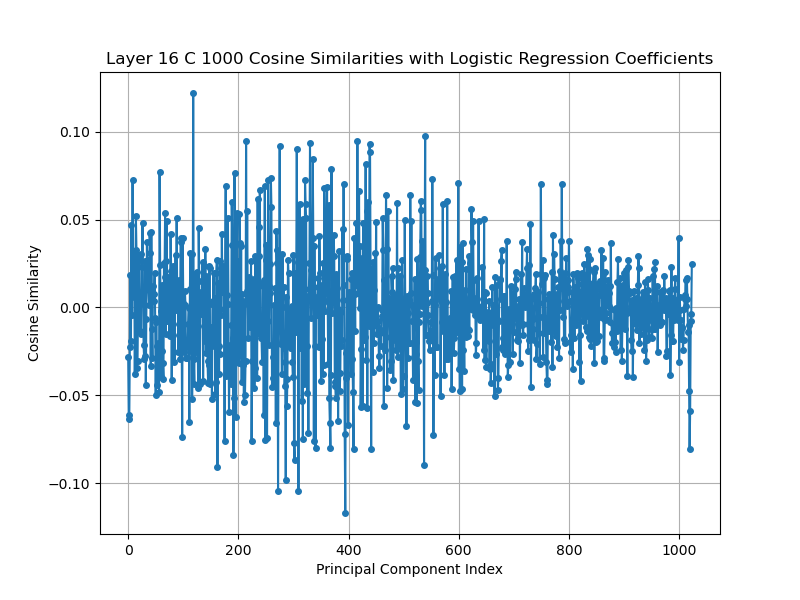 Layer 16 C 1000 Cosine Similarities with Logistic Regression Coefficients
0.10
0.05
0.00
−0.05
−0.10
Cosine Similarity
0 200 400 600 800 1000
Principal Component Index